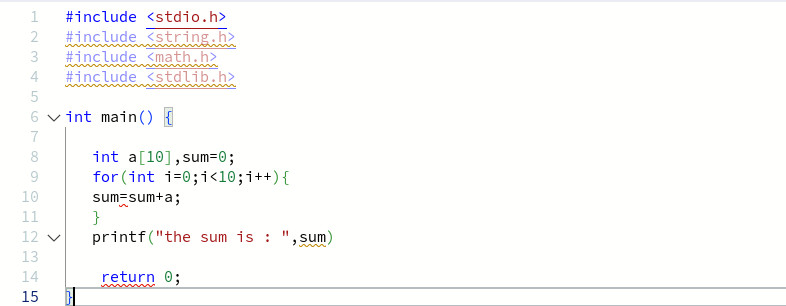 1 #include <stdio.h>
2 #include <string.h>
3 #include <math.h>
4 #include <stdlib.h>
5
6 int main() {
7
8 int a[10],sum=0;
9 for(int i=0;i<10;i++){
10 sum=sum+a;
11 }
12 printf("the sum is : ",sum)
13
14 return 0;
15 }